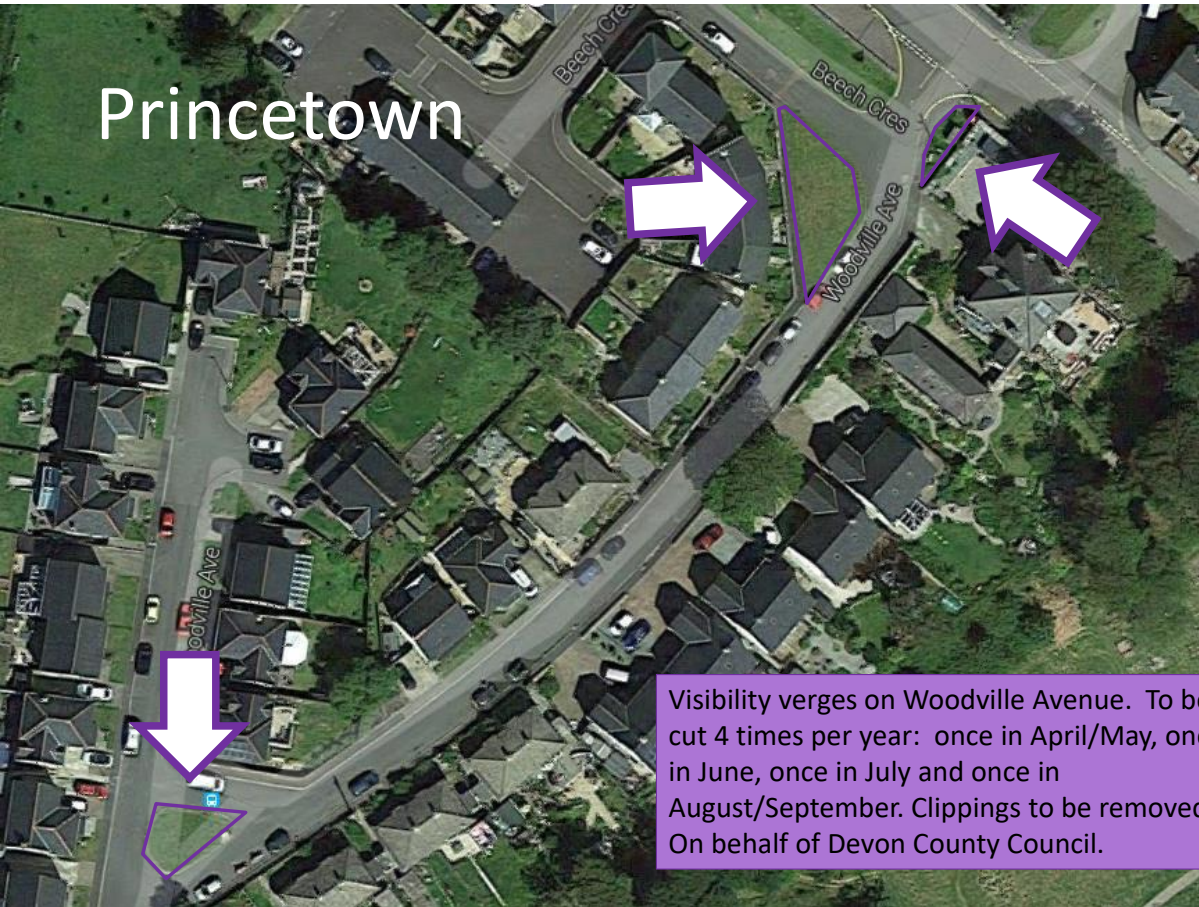 Princetown
Beech Cres
Beech Cres
Woodville Ave
oodville Ave
Visibility verges on Woodville Avenue. To be
cut 4 times per year: once in April/May, onc
in June, once in July and once in
August/September. Clippings to be removed
On behalf of Devon County Council.